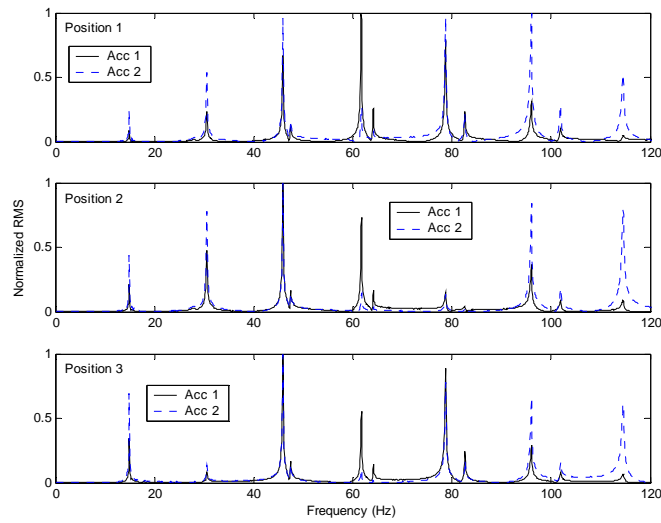 Position 1
Acc 1
Acc 2
1
0.5
0
0 20 40 60 80 100 120
Position 2
Acc 1
Acc 2
1
0.5
0
0 20 40 60 80 100 120
Normalized RMS
Position 3
Acc 1
Acc 2
1
0.5
0
0 20 40 60 80 100 120
Frequency (Hz)